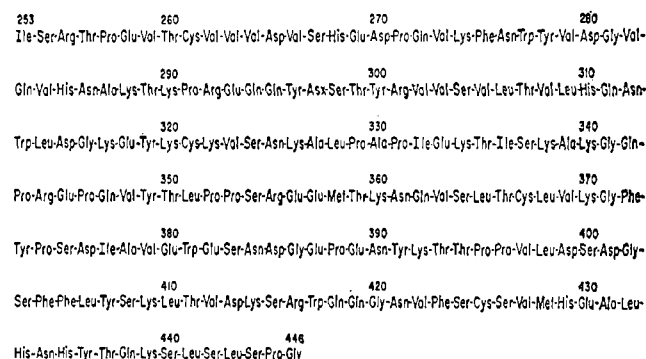 253 260 270 280
Ile-Ser-Arg-Thr-Pro-Glu-Val-Thr-Cys-Val-Val-Val-Asp-Val-Ser-His-Glu-Asp-Pro-Gln-Val-Lys-Phe-Asn-Trp-Tyr-Val-Asp-Gly-Val-
290 300 310
Gln-Val-His-Asn-Ala-Lys-Thr-Lys-Pro-Arg-Glu-Gln-Gln-Tyr-Asx-Ser-Thr-Tyr-Arg-Val-Val-Ser-Val-Leu-Thr-Val-Leu-His-Gln-Asn-
320 330 340
Trp-Leu-Asp-Gly-Lys-Glu-Tyr-Lys-Cys-Lys-Val-Ser-Asn-Lys-Ala-Leu-Pro-Ala-Pro-Ile-Glu-Lys-Thr-Ile-Ser-Lys-Ala-Lys-Gly-Gln-
350 360 370
Pro-Arg-Glu-Pro-Gln-Val-Tyr-Thr-Leu-Pro-Pro-Ser-Arg-Glu-Glu-Met-Thr-Lys-Asn-Gln-Val-Ser-Leu-Thr-Cys-Leu-Val-Lys-Gly-Phe-
380 390 400
Tyr-Pro-Ser-Asp-Ile-Ala-Val-Glu-Trp-Glu-Ser-Asn-Asp-Gly-Glu-Pro-Glu-Asn-Tyr-Lys-Thr-Thr-Pro-Pro-Val-Leu-Asp-Ser-Asp-Gly-
410 420 430
Ser-Phe-Phe-Leu-Tyr-Ser-Lys-Leu-Thr-Val-Asp-Lys-Ser-Arg-Trp-Gln-Gln-Gly-Asn-Val-Phe-Ser-Cys-Ser-Val-Met-His-Glu-Ala-Leu-
440 446
His-Asn-His-Tyr-Thr-Gln-Lys-Ser-Leu-Ser-Leu-Ser-Pro-Gly